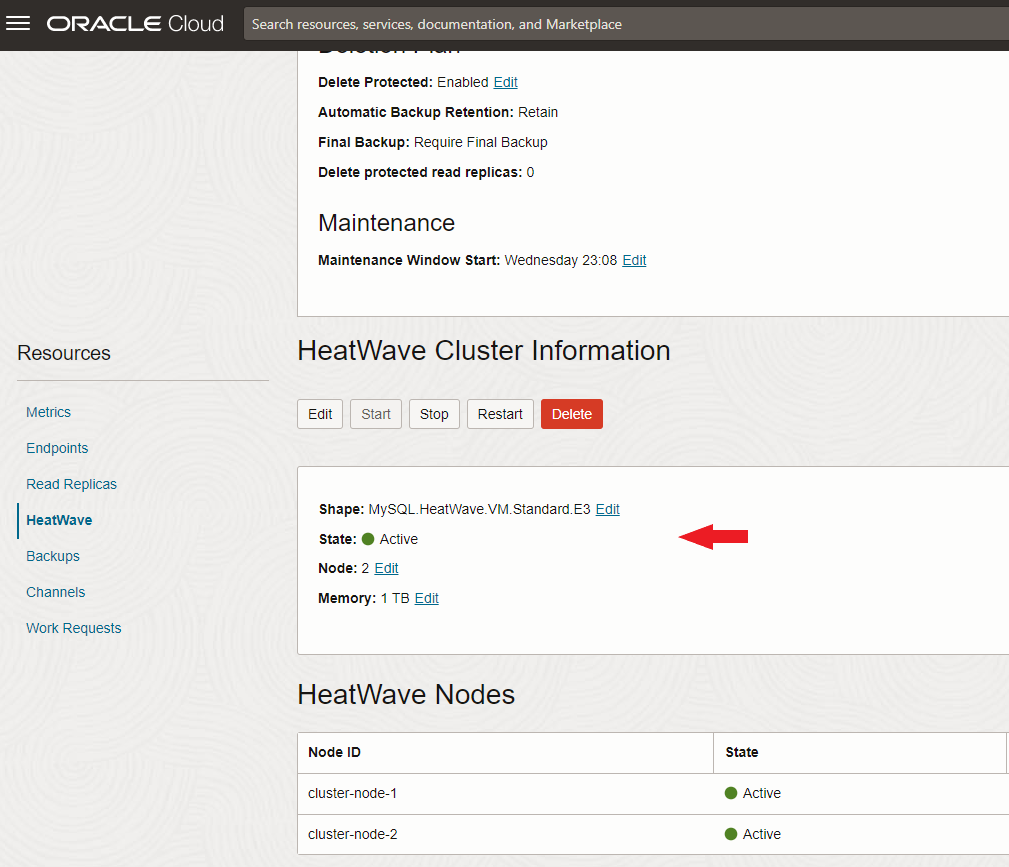 ORACLE Cloud
Search resources, services, documentation, and Marketplace
Deletion Plan
Delete Protected: Enabled Edit
Automatic Backup Retention: Retain
Final Backup: Require Final Backup
Delete protected read replicas: 0
Maintenance
Maintenance Window Start: Wednesday 23:08 Edit
Resources
Metrics
Endpoints
Read Replicas
HeatWave
Backups
Channels
Work Requests
HeatWave Cluster Information
Edit Start Stop Restart Delete
Shape: MySQL.HeatWave.VM.Standard.E3 Edit
State: Active
Node: 2 Edit
Memory: 1 TB Edit
HeatWave Nodes
Node ID State
cluster-node-1 Active
cluster-node-2 Active